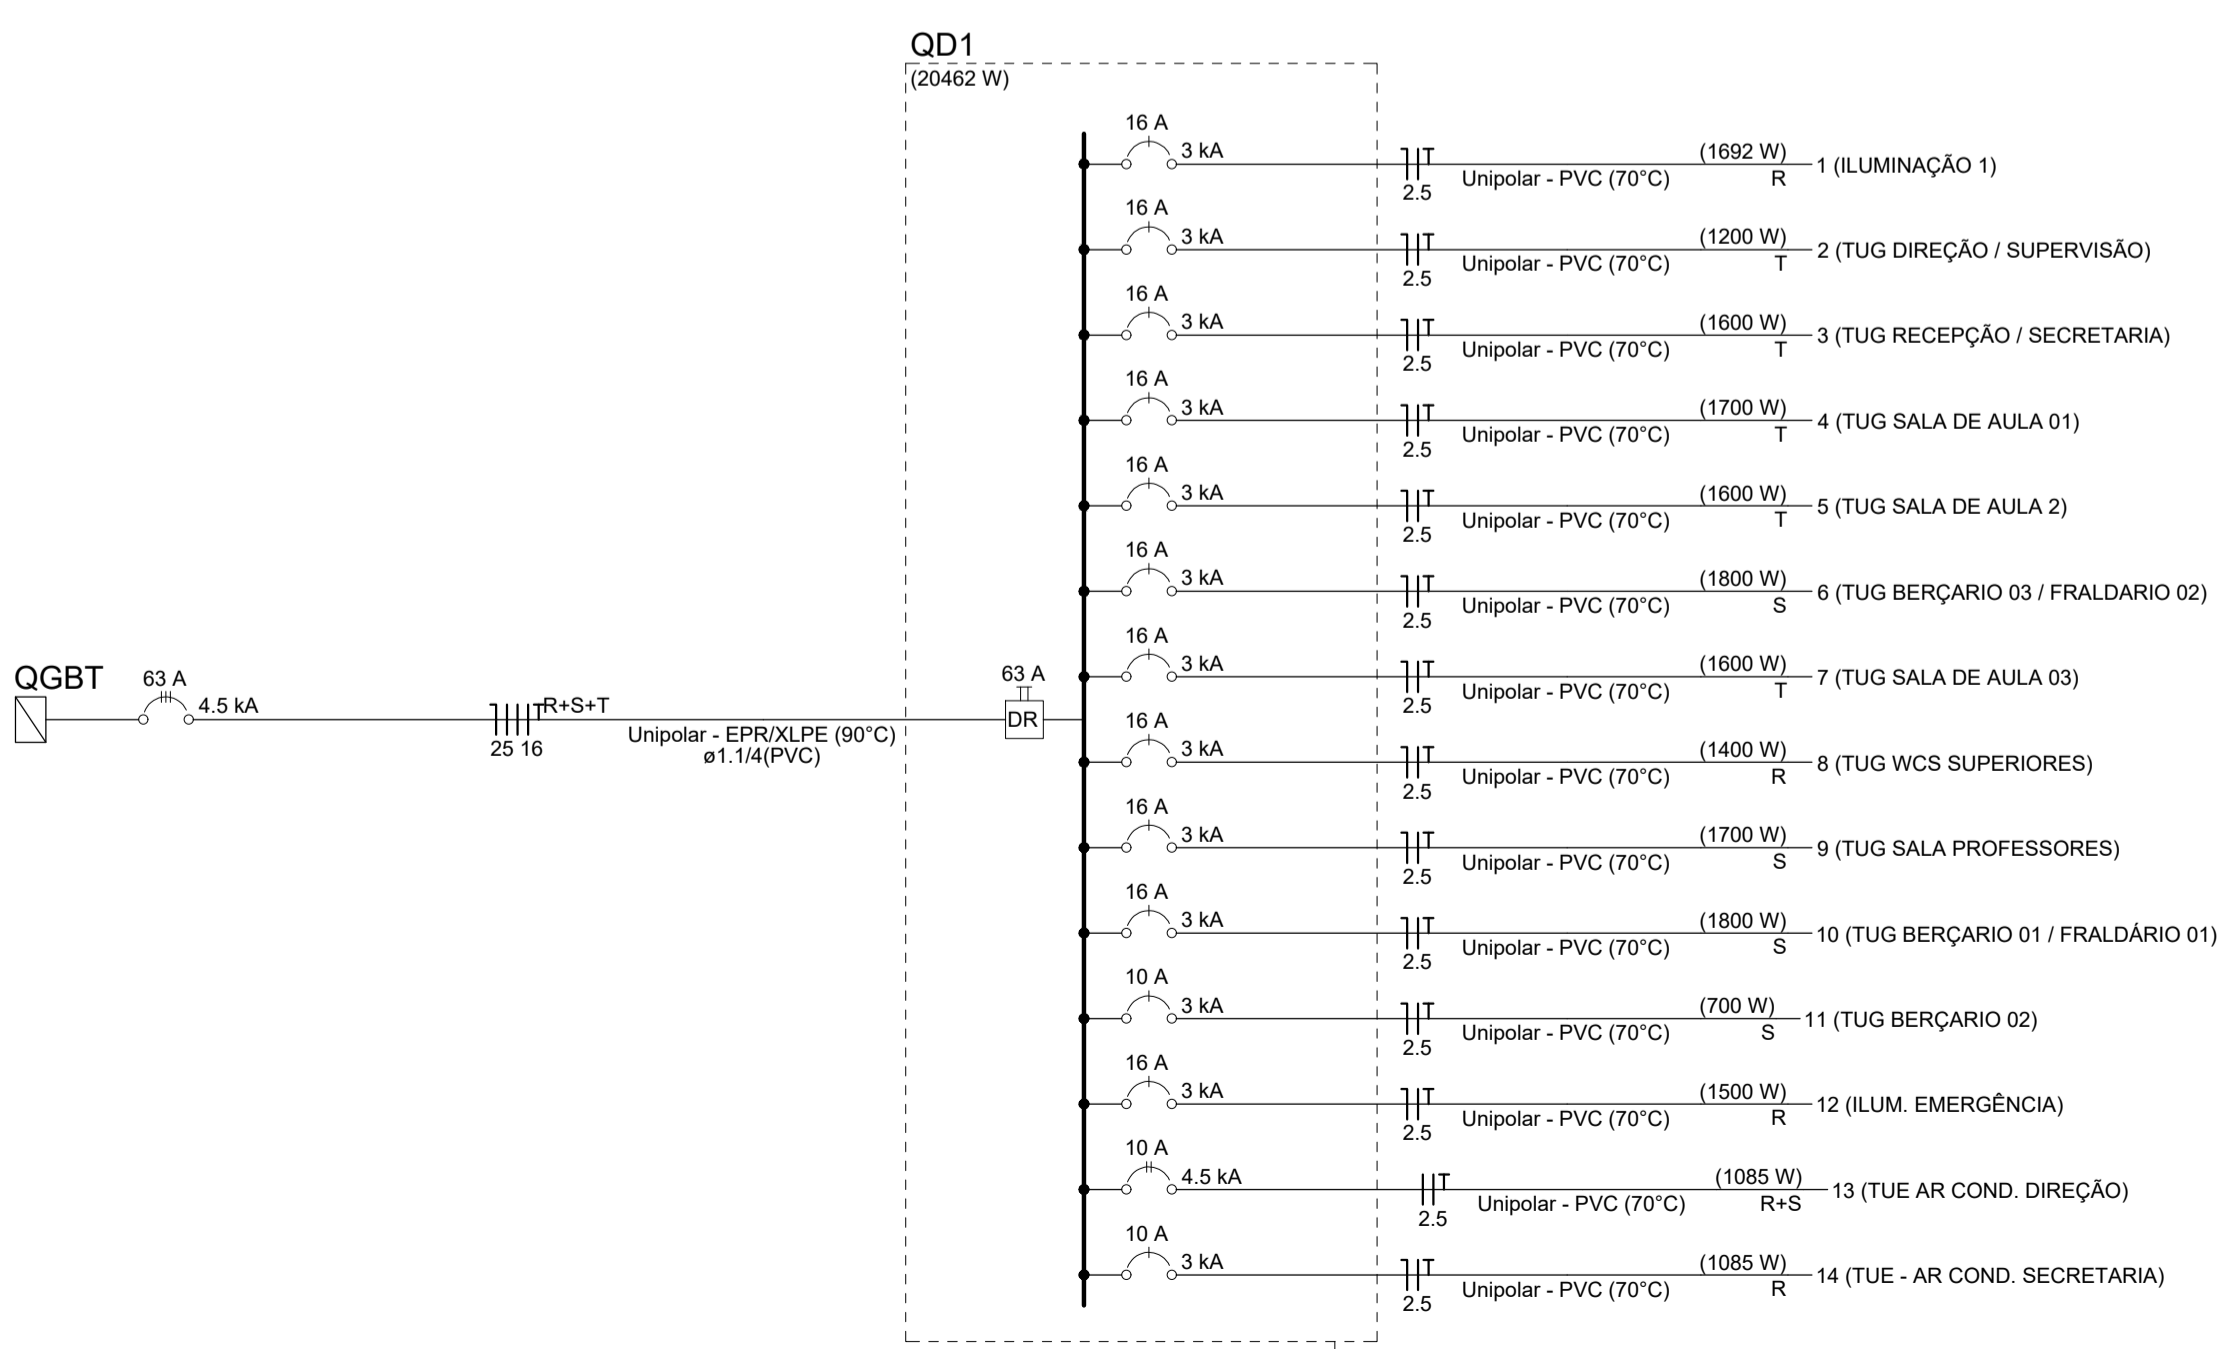 QD1
(20462 W)
16 A
3 kA
2.5
Unipolar - PVC (70°C)
(1692 W)
R
1 (ILUMINAÇÃO 1)
16 A
3 kA
2.5
Unipolar - PVC (70°C)
(1200 W)
T
2 (TUG DIREÇÃO / SUPERVISÃO)
16 A
3 kA
2.5
Unipolar - PVC (70°C)
(1600 W)
T
3 (TUG RECEPÇÃO / SECRETARIA)
16 A
3 kA
2.5
Unipolar - PVC (70°C)
(1700 W)
T
4 (TUG SALA DE AULA 01)
16 A
3 kA
2.5
Unipolar - PVC (70°C)
(1600 W)
T
5 (TUG SALA DE AULA 2)
16 A
3 kA
2.5
Unipolar - PVC (70°C)
(1800 W)
S
6 (TUG BERÇARIO 03 / FRALDARIO 02)
16 A
3 kA
2.5
Unipolar - PVC (70°C)
(1600 W)
T
7 (TUG SALA DE AULA 03)
QGBT
63 A
4.5 kA
R+S+T
25 16
Unipolar - EPR/XLPE (90°C)
ø1.1/4(PVC)
63 A
DR
16 A
3 kA
2.5
Unipolar - PVC (70°C)
(1400 W)
R
8 (TUG WCS SUPERIORES)
16 A
3 kA
2.5
Unipolar - PVC (70°C)
(1700 W)
S
9 (TUG SALA PROFESSORES)
16 A
3 kA
2.5
Unipolar - PVC (70°C)
(1800 W)
S
10 (TUG BERÇARIO 01 / FRALDÁRIO 01)
10 A
3 kA
2.5
Unipolar - PVC (70°C)
(700 W)
S
11 (TUG BERÇARIO 02)
16 A
3 kA
2.5
Unipolar - PVC (70°C)
(1500 W)
R
12 (ILUM. EMERGÊNCIA)
10 A
4.5 kA
2.5
Unipolar - PVC (70°C)
(1085 W)
R+S
13 (TUE AR COND. DIREÇÃO)
10 A
3 kA
2.5
Unipolar - PVC (70°C)
(1085 W)
R
14 (TUE - AR COND. SECRETARIA)